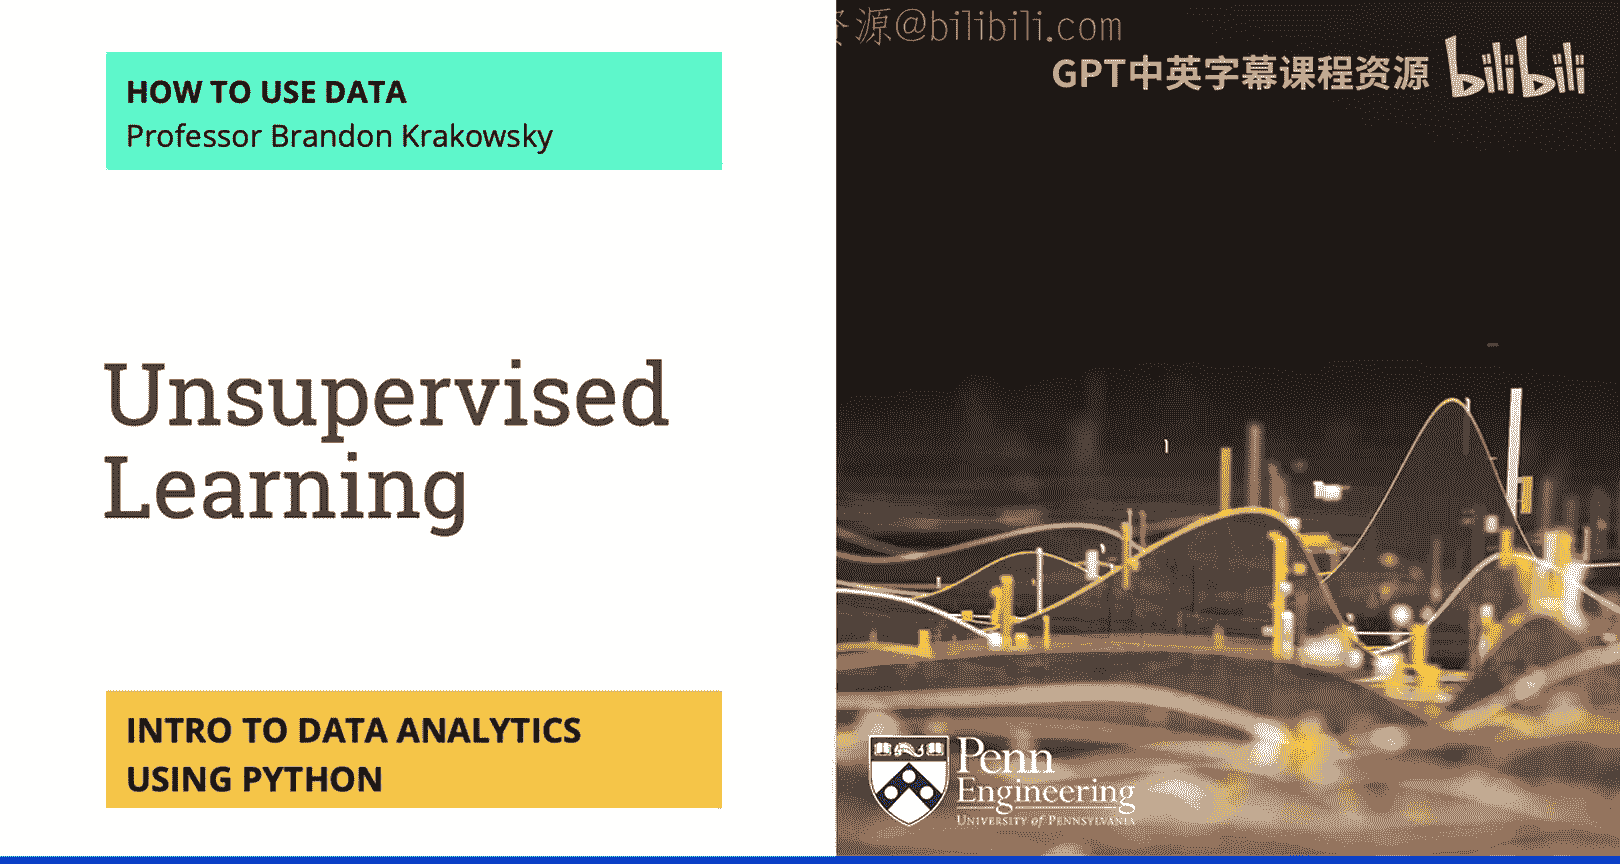 HOW TO USE DATA
Professor Brandon Krakowsky
Unsupervised
Learning
INTRO TO DATA ANALYTICS
USING PYTHON
源@bilibili.com
GPT中英字幕课程资源 bilibili
Penn
Engineering
UNIVERSITY of PENNSYLVANIA